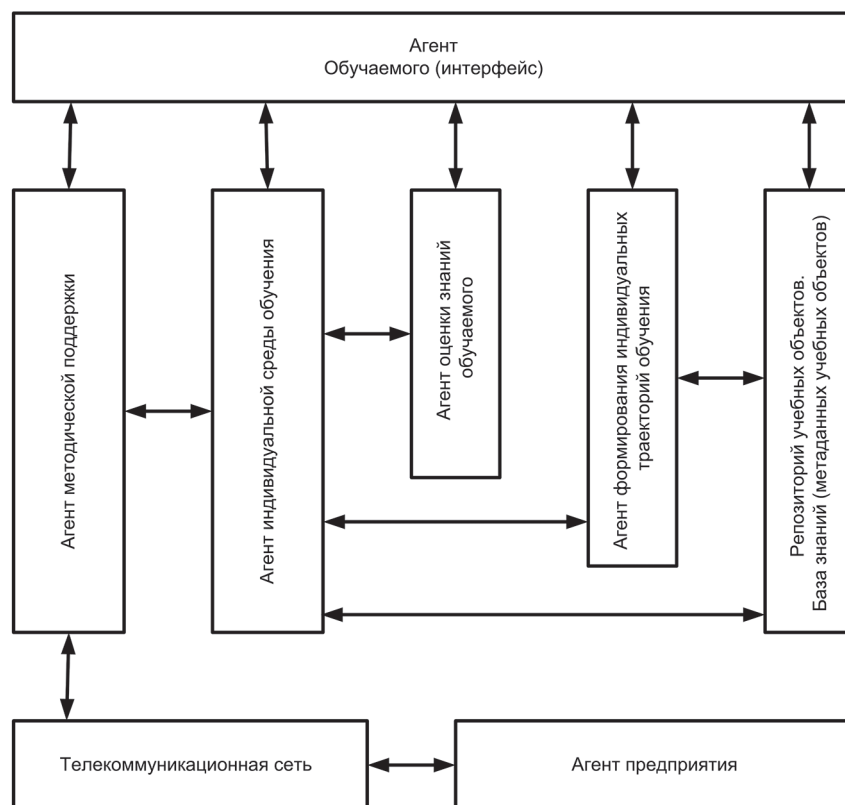 Агент
Обучаемого (интерфейс)
Агент методической поддержки
Агент индивидуальной среды обучения
Агент оценки знаний
обучаемого
Агент формирования индивидуальных
траекторий обучения
Репозиторий учебных объектов.
База знаний (метаданных учебных объектов)
Телекоммуникационная сеть
Агент предприятия